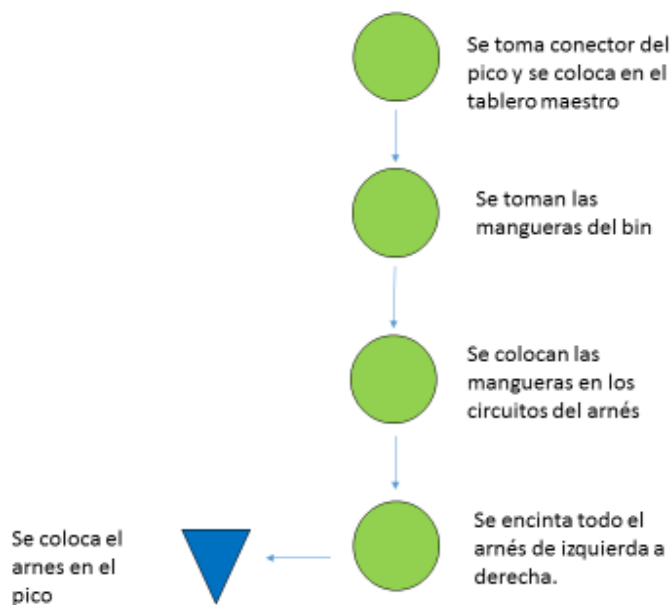 Se toma conector del
pico y se coloca en el
tablero maestro
Se toman las
mangueras del bin
Se colocan las
mangueras en los
circuitos del arnés
Se encinta todo el
arnés de izquierda a
derecha.
Se coloca el
arnes en el
pico